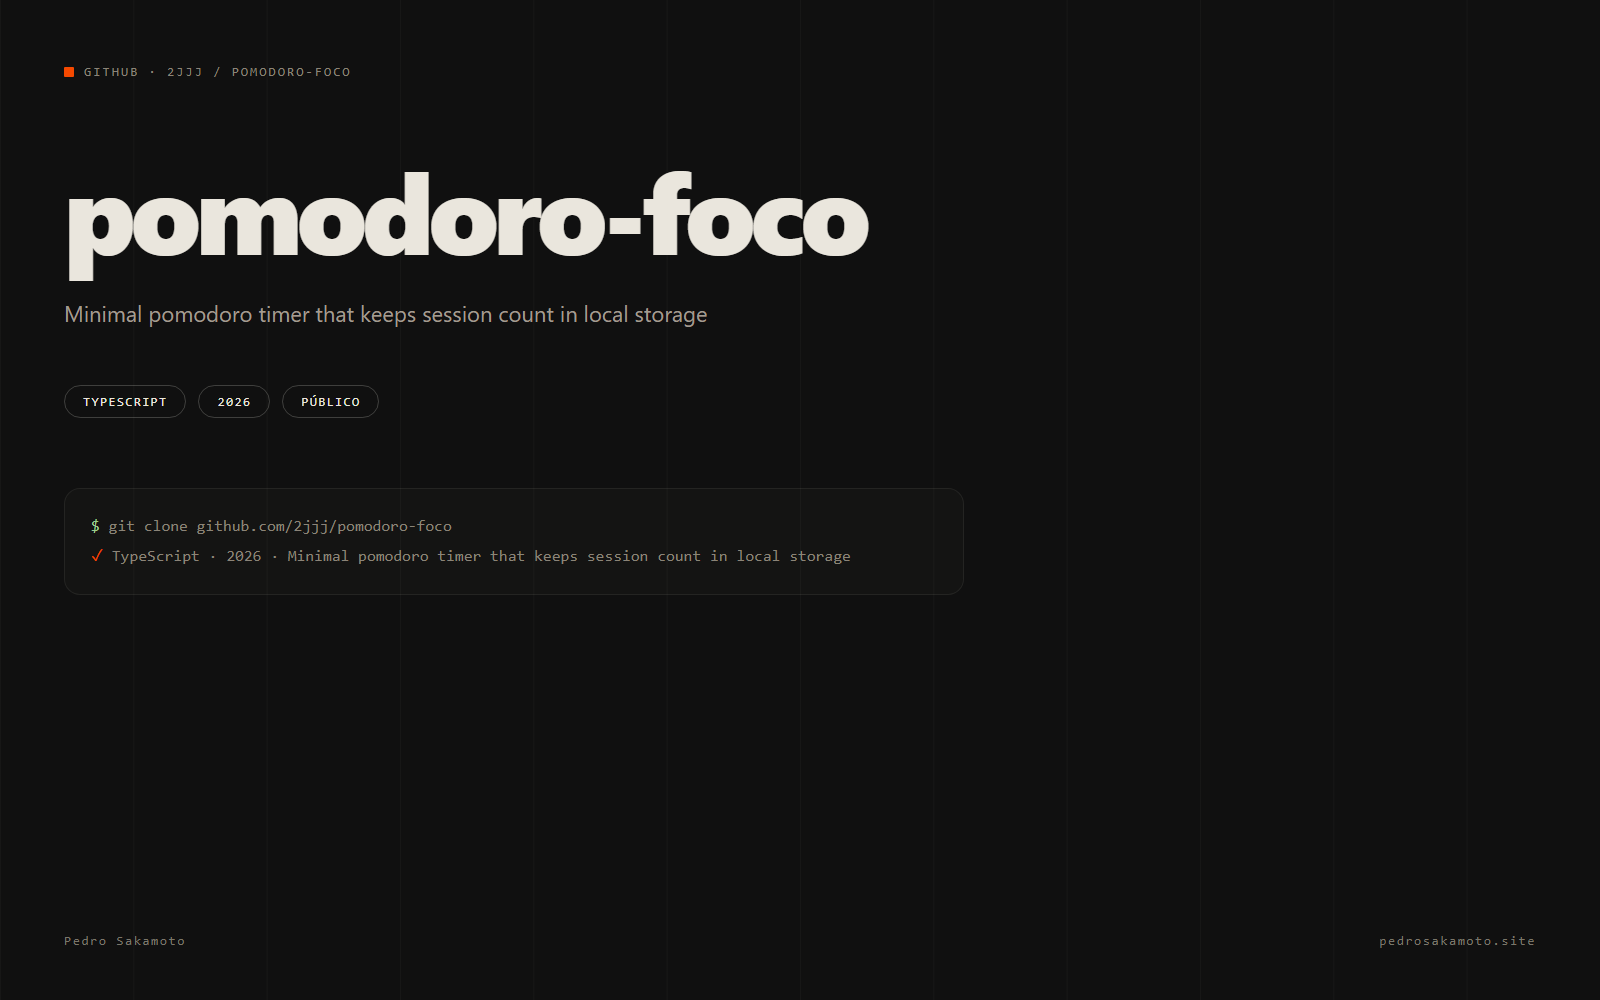 GITHUB · 2JJJ / POMODORO-FOCO
pomodoro-foco
Minimal pomodoro timer that keeps session count in local storage
TYPESCRIPT 2026 PÚBLICO
$ git clone github.com/2jjj/pomodoro-foco
✓ TypeScript · 2026 · Minimal pomodoro timer that keeps session count in local storage
Pedro Sakamoto pedrosakamoto.site